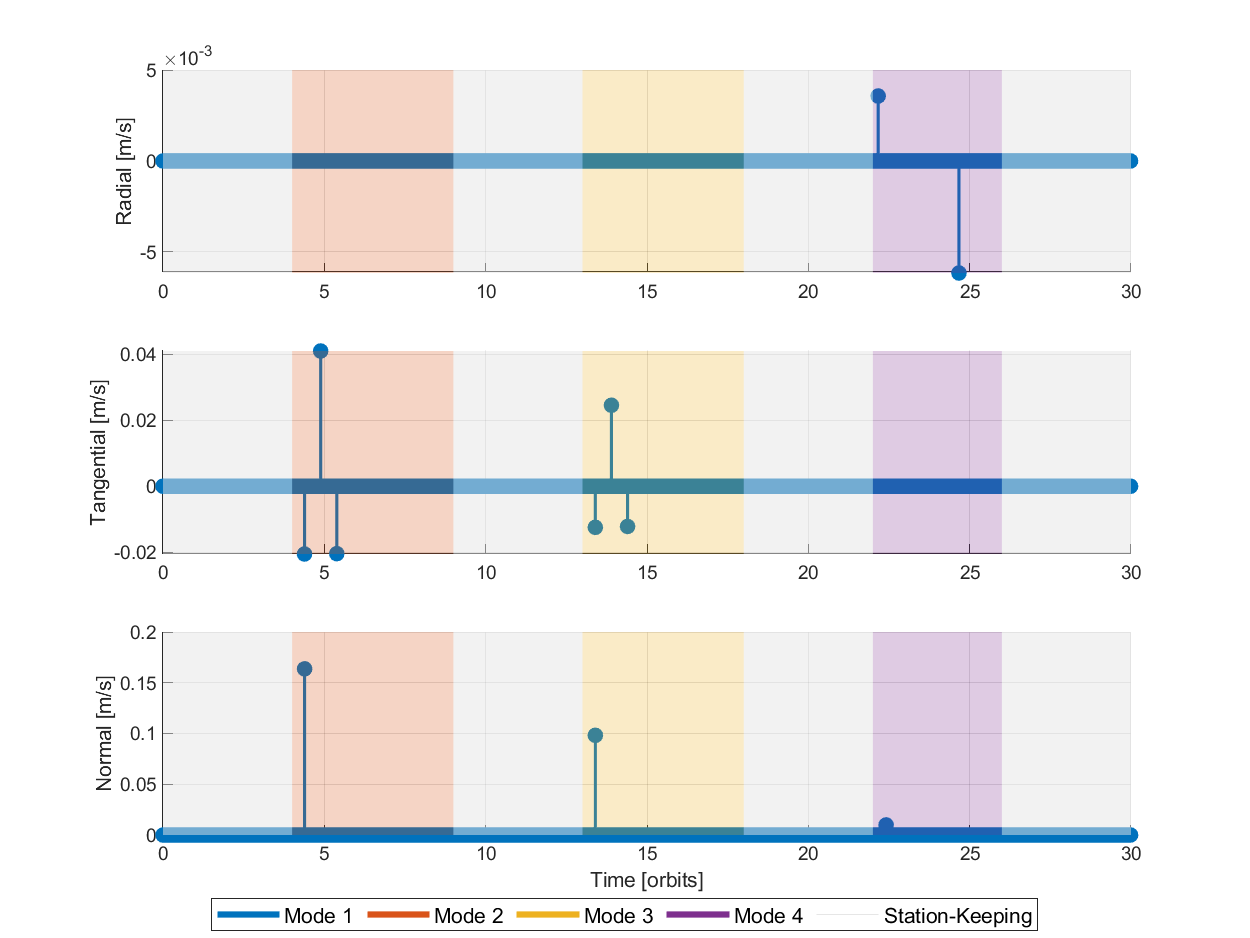 ×10-3
5
0
-5
Radial [m/s]
0 5 10 15 20 25 30
0.04
0.02
0
-0.02
Tangential [m/s]
0 5 10 15 20 25 30
0.2
0.15
0.1
0.05
0
Normal [m/s]
0 5 10 15 20 25 30
Time [orbits]
Mode 1 Mode 2 Mode 3 Mode 4 Station-Keeping